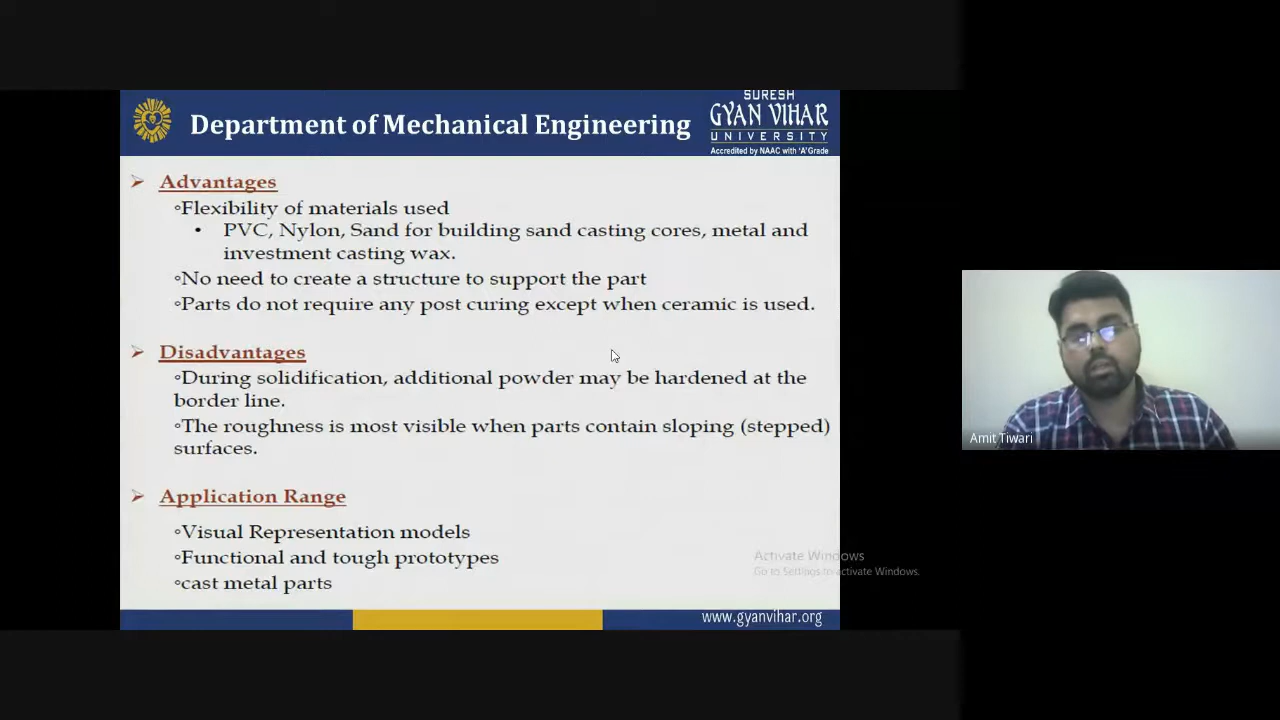 Department of Mechanical Engineering
SURESH
GYAN VIHAR
UNIVERSITY
Accredited by NAAC with 'A' Grade
➢ Advantages
◦Flexibility of materials used
• PVC, Nylon, Sand for building sand casting cores, metal and
investment casting wax.
◦No need to create a structure to support the part
◦Parts do not require any post curing except when ceramic is used.
➢ Disadvantages
◦During solidification, additional powder may be hardened at the
border line.
◦The roughness is most visible when parts contain sloping (stepped)
surfaces.
➢ Application Range
◦Visual Representation models
◦Functional and tough prototypes
◦cast metal parts
www.gyanvihar.org
Amit Tiwari
Activate Windows
Go to Settings to activate Windows.